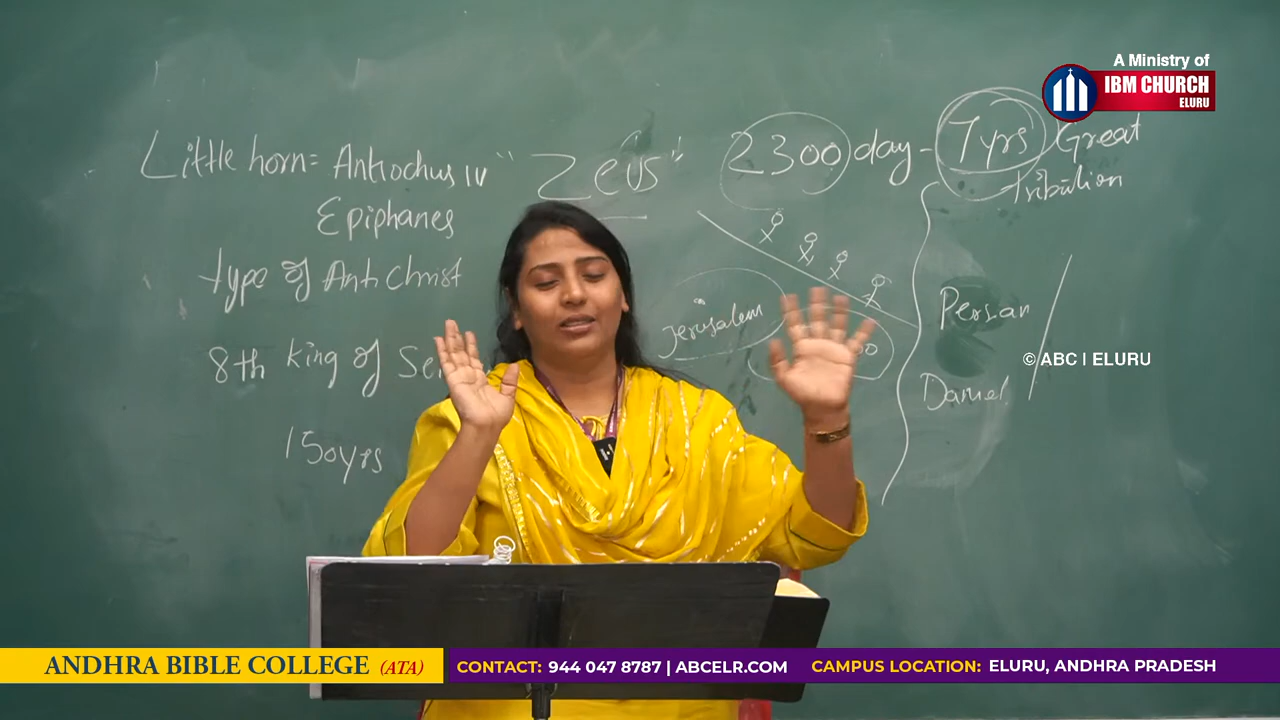 A Ministry of
IBM CHURCH
ELURU
Little horn = Antiochus IV
Epiphanes
"Zeus"
2300 day - 7yrs Great
tribulation
type of Antichrist
Jerusalem
Persian
8th king of Se
Daniel
150yrs
© ABC | ELURU
ANDHRA BIBLE COLLEGE (ATA)
CONTACT: 944 047 8787 | ABCELR.COM
CAMPUS LOCATION: ELURU, ANDHRA PRADESH